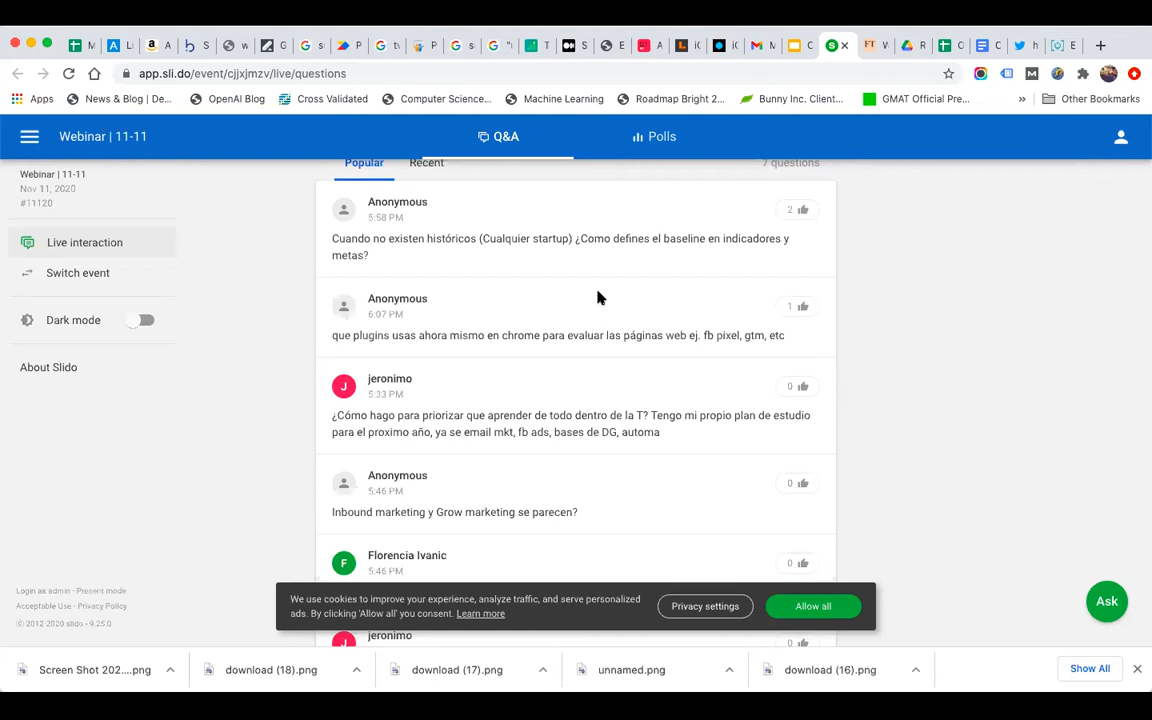 M
Li
a
S
w
G
s
P
tv
P
s
"
T
S
E
A
iC
iC
M
C
S
FT
W
R
C
C
h
E
app.sli.do/event/cjjxjmzv/live/questions
Apps
News & Blog | De...
OpenAI Blog
Cross Validated
Computer Science...
Machine Learning
Roadmap Bright 2...
Bunny Inc. Client...
GMAT Official Pre...
»
Other Bookmarks
Webinar | 11-11
Q&A
Polls
Webinar | 11-11
Nov 11, 2020
#11120
Live interaction
Switch event
Dark mode
About Slido
Popular
Recent
7 questions
Anonymous
5:58 PM
2
Cuando no existen históricos (Cualquier startup) ¿Como defines el baseline en indicadores y
metas?
Anonymous
6:07 PM
1
que plugins usas ahora mismo en chrome para evaluar las páginas web ej. fb pixel, gtm, etc
J
jeronimo
5:33 PM
0
¿Cómo hago para priorizar que aprender de todo dentro de la T? Tengo mi propio plan de estudio
para el proximo año, ya se email mkt, fb ads, bases de DG, automa
Anonymous
5:46 PM
0
Inbound marketing y Grow marketing se parecen?
F
Florencia Ivanic
5:46 PM
0
J
jeronimo
0
We use cookies to improve your experience, analyze traffic, and serve personalized
ads. By clicking 'Allow all' you consent. Learn more
Privacy settings
Allow all
Ask
Login as admin - Present mode
Acceptable Use - Privacy Policy
© 2012-2020 slido - 9.25.0
Screen Shot 202....png
download (18).png
download (17).png
unnamed.png
download (16).png
Show All